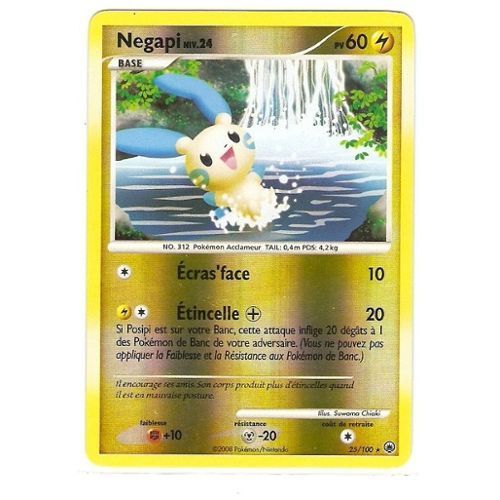 Negapi NIV.24
PV 60
BASE
NO. 312 Pokémon Acclameur TAIL: 0,4m PDS: 4,2kg
Écras'face 10
Étincelle + 20
Si Posipi est sur votre Banc, cette attaque inflige 20 dégâts à 1
des Pokémon de Banc de votre adversaire. (Vous ne pouvez pas
appliquer la Faiblesse et la Résistance aux Pokémon de Banc.)
Il encourage ses amis. Son corps produit plus d'étincelles quand
il est en mauvaise posture.
Illus. Suwama Chiaki
faiblesse résistance coût de retraite
+10 -20
©2008 Pokémon/Nintendo 25/100 ★